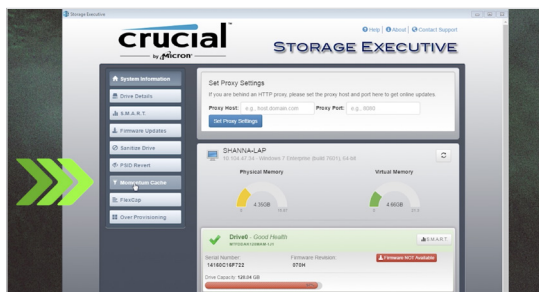 Storage Executive
crucial
by Micron
Help | About | Contact Support
STORAGE EXECUTIVE
System Information
Drive Details
S.M.A.R.T.
Firmware Updates
Sanitize Drive
PSID Revert
Momentum Cache
FlexCap
Over Provisioning
Set Proxy Settings
If you are behind an HTTP proxy, please set the proxy host and port here to get online updates.
Proxy Host: e.g., host.domain.com Proxy Port: e.g., 8080
Set Proxy Settings
SHANNA-LAP
Physical Memory Virtual Memory
4.35GB 4.66GB
Drive0 - Good Health
S.M.A.R.T
Serial Number: Firmware Revision: Firmware NOT Available
14160C16F722 070H
Drive Capacity: 128.04 GB